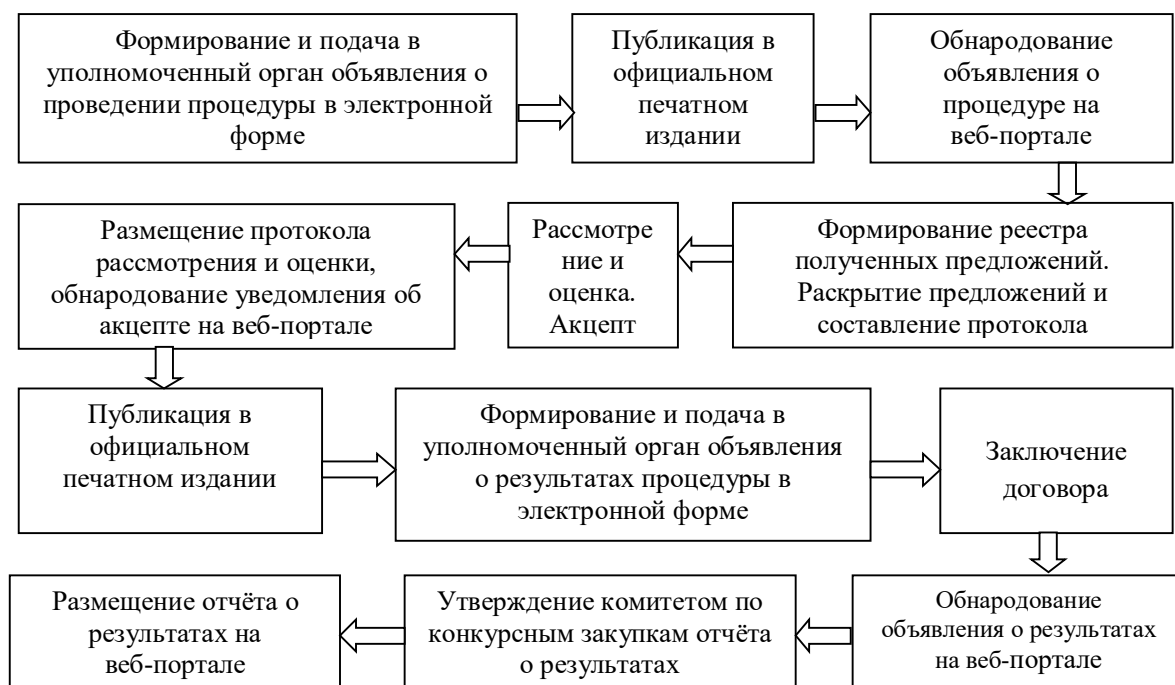 Формирование и подача в
уполномоченный орган объявления о
проведении процедуры в электронной
форме
Публикация в
официальном
печатном
издании
Обнародование
объявления о
процедуре на
веб-портале
Формирование реестра
полученных предложений.
Раскрытие предложений и
составление протокола
Рассмотре
ние и
оценка.
Акцепт
Размещение протокола
рассмотрения и оценки,
обнародование уведомления об
акцепте на веб-портале
Публикация в
официальном
печатном издании
Формирование и подача в
уполномоченный орган объявления
о результатах процедуры в
электронной форме
Заключение
договора
Обнародование
объявления о результатах
на веб-портале
Утверждение комитетом по
конкурсным закупкам отчёта
о результатах
Размещение отчёта о
результатах на
веб-портале